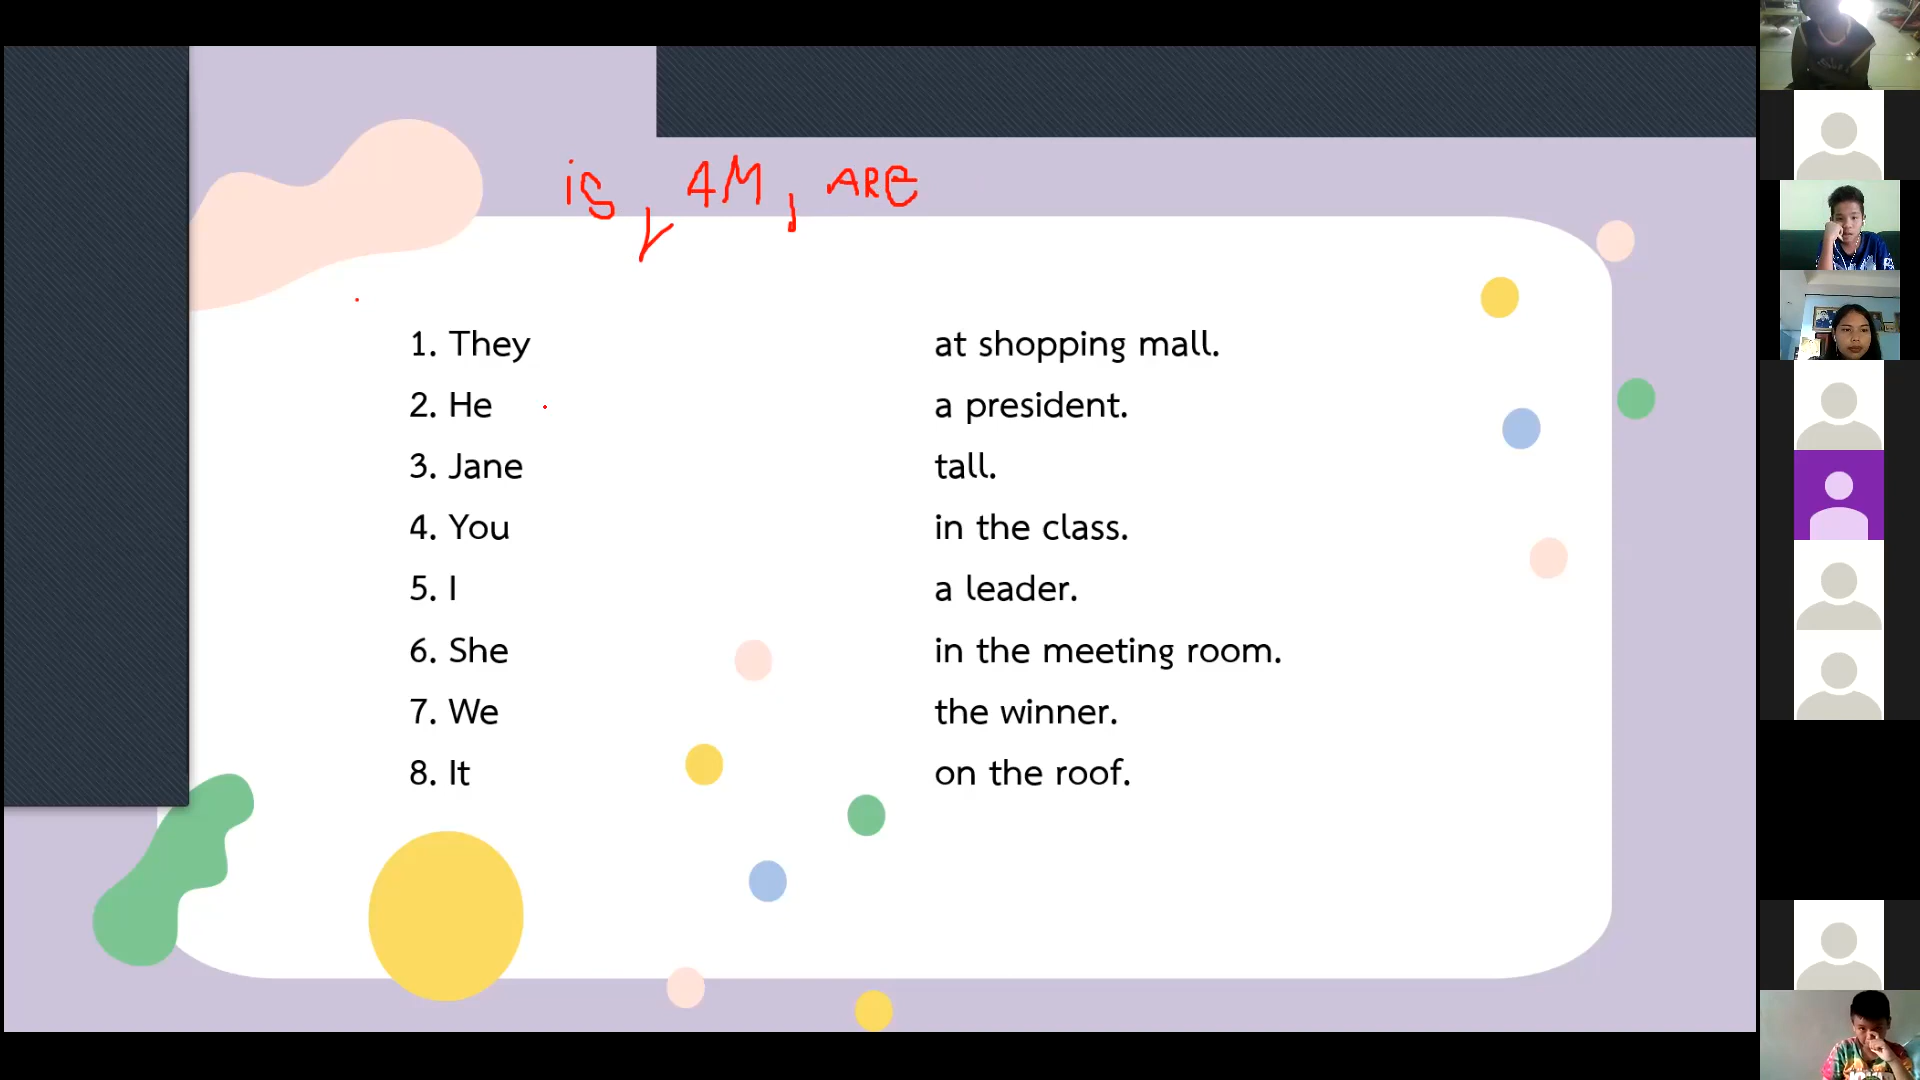 is, AM, ARE
1. They at shopping mall.
2. He a president.
3. Jane tall.
4. You in the class.
5. I a leader.
6. She in the meeting room.
7. We the winner.
8. It on the roof.